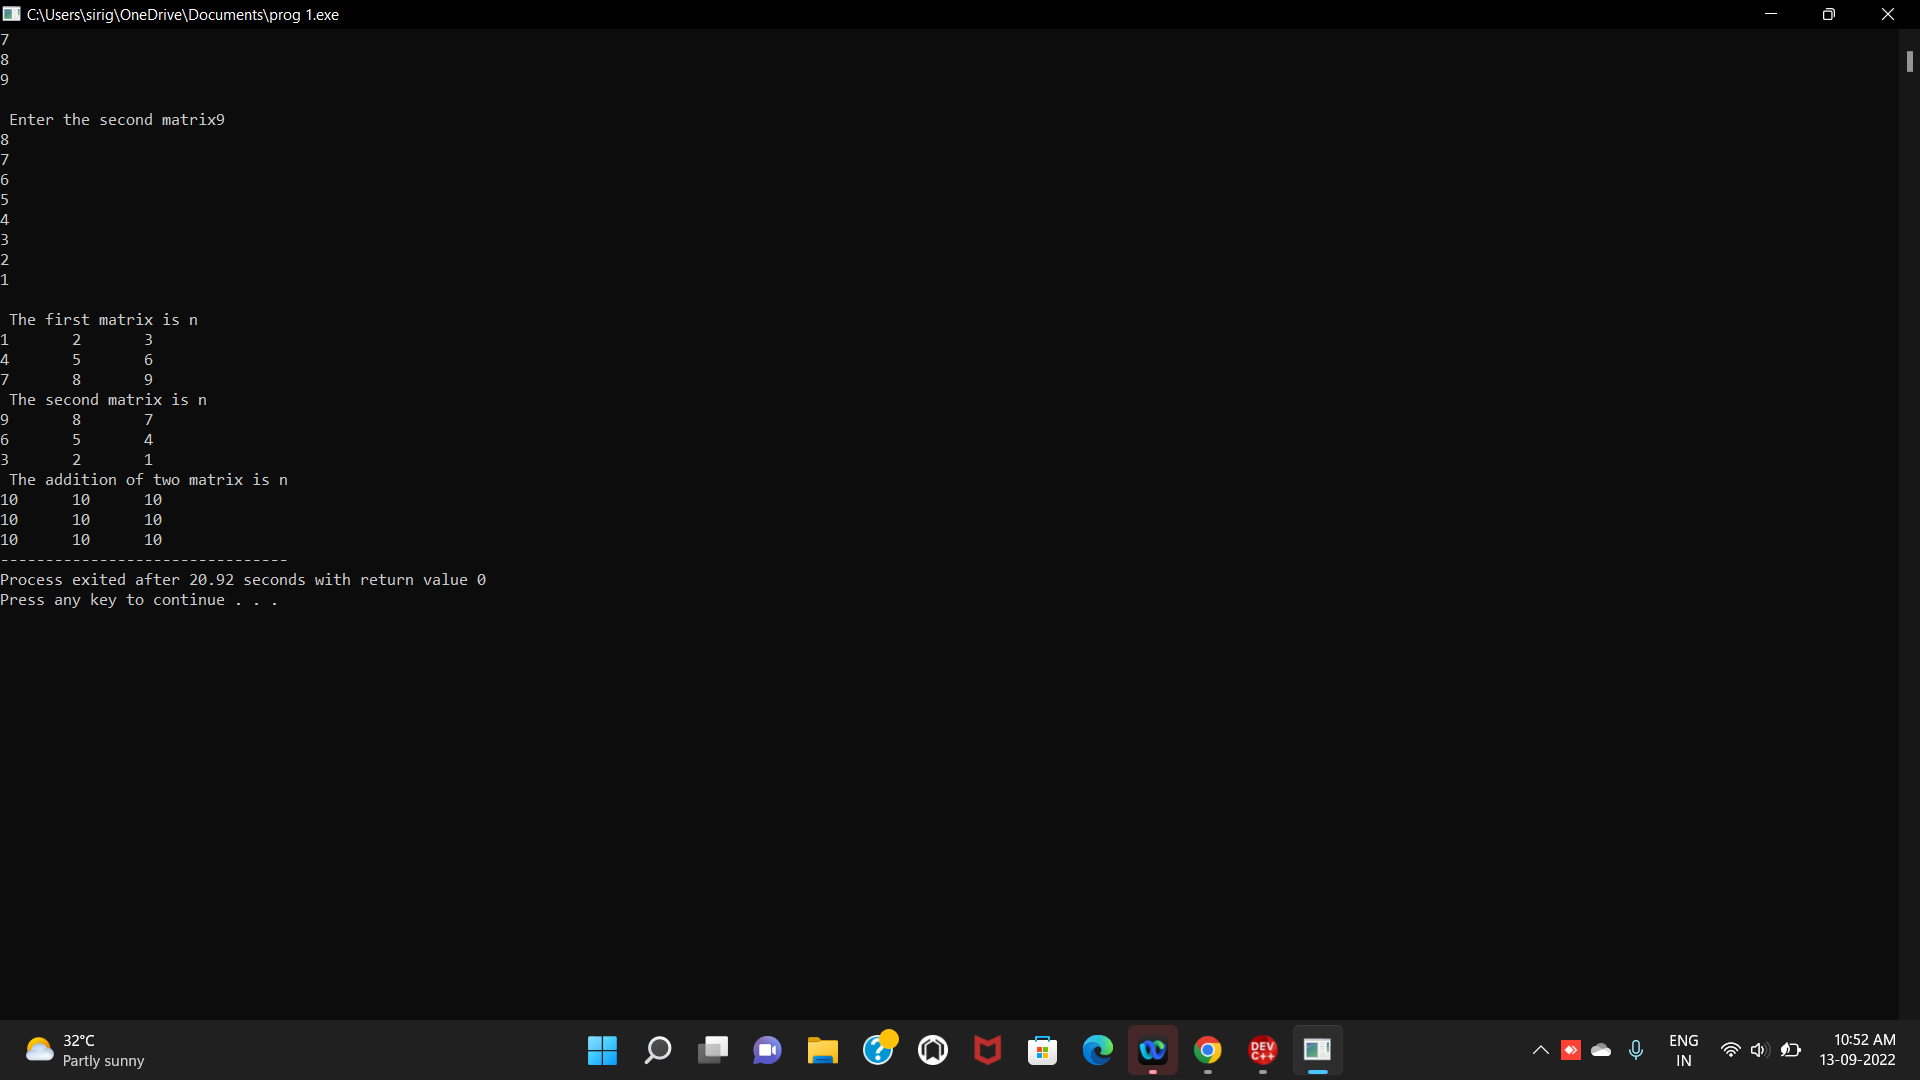 C:\Users\sirig\OneDrive\Documents\prog 1.exe
7
8
9
Enter the second matrix9
8
7
6
5
4
3
2
1
The first matrix is n
1 2 3
4 5 6
7 8 9
The second matrix is n
9 8 7
6 5 4
3 2 1
The addition of two matrix is n
10 10 10
10 10 10
10 10 10
--------------------------------
Process exited after 20.92 seconds with return value 0
Press any key to continue . . .
32°C
Partly sunny
DEV
C++
ENG
IN
10:52 AM
13-09-2022